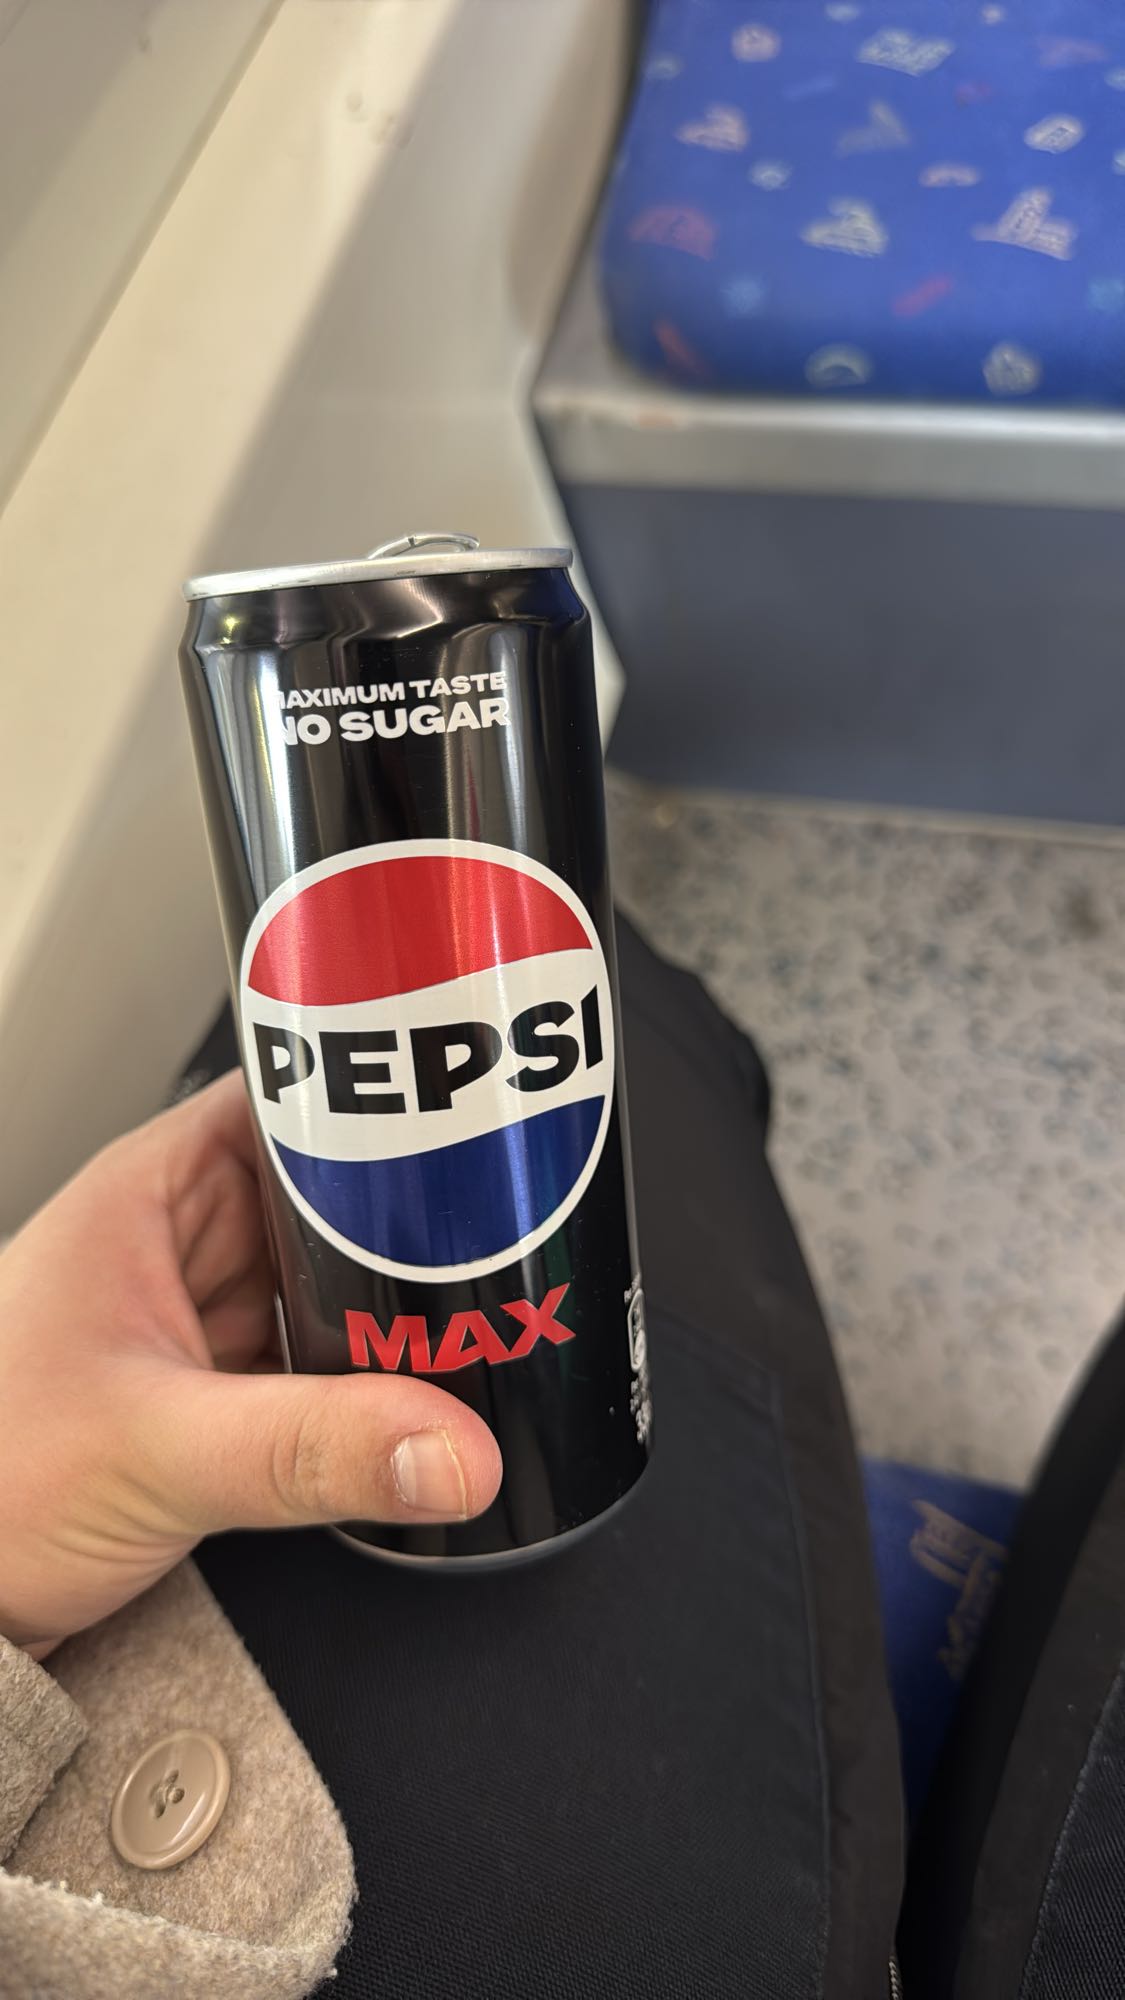 MAXIMUM TASTE
NO SUGAR
PEPSI
MAX